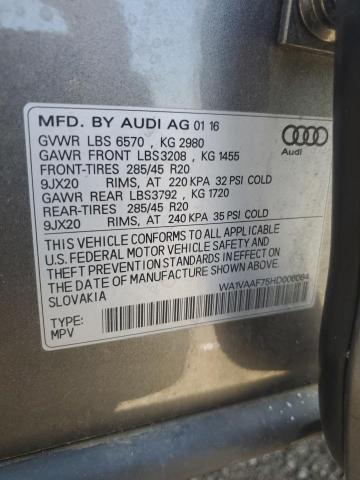 MFD. BY AUDI AG 01 16
GVWR LBS 6570 , KG 2980
GAWR FRONT LBS3208 , KG 1455
FRONT-TIRES 285/45 R20
9JX20 RIMS, AT 220 KPA 32 PSI COLD
GAWR REAR LBS3792 , KG 1720
REAR-TIRES 285/45 R20
9JX20 RIMS, AT 240 KPA 35 PSI COLD
THIS VEHICLE CONFORMS TO ALL APPLICABLE
U.S. FEDERAL MOTOR VEHICLE SAFETY, BUMPER
AND THEFT PREVENTION STANDARDS IN EFFECT ON
THE DATE OF MANUFACTURE SHOWN ABOVE.
SLOVAKIA
WA1VAAF75HD006084
TYPE:
MPV
Audi